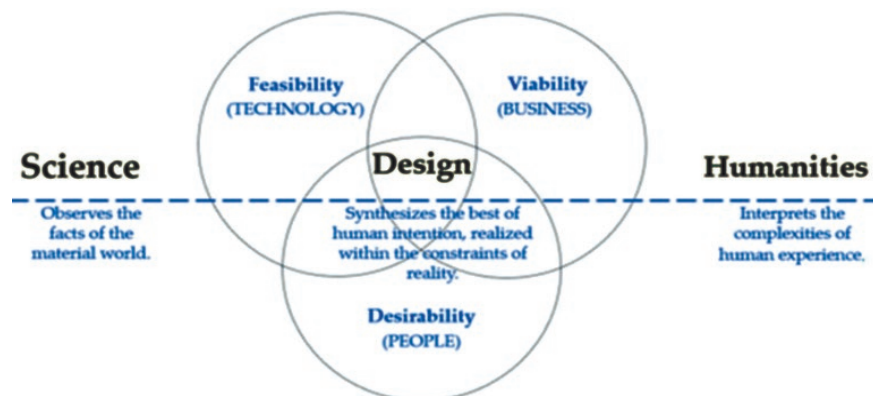 Feasibility
(TECHNOLOGY)
Viability
(BUSINESS)
Science
Design
Humanities
Observes the
facts of the
material world.
Synthesizes the best of
human intention, realized
within the constraints of
reality.
Interprets the
complexities of
human experience.
Desirability
(PEOPLE)